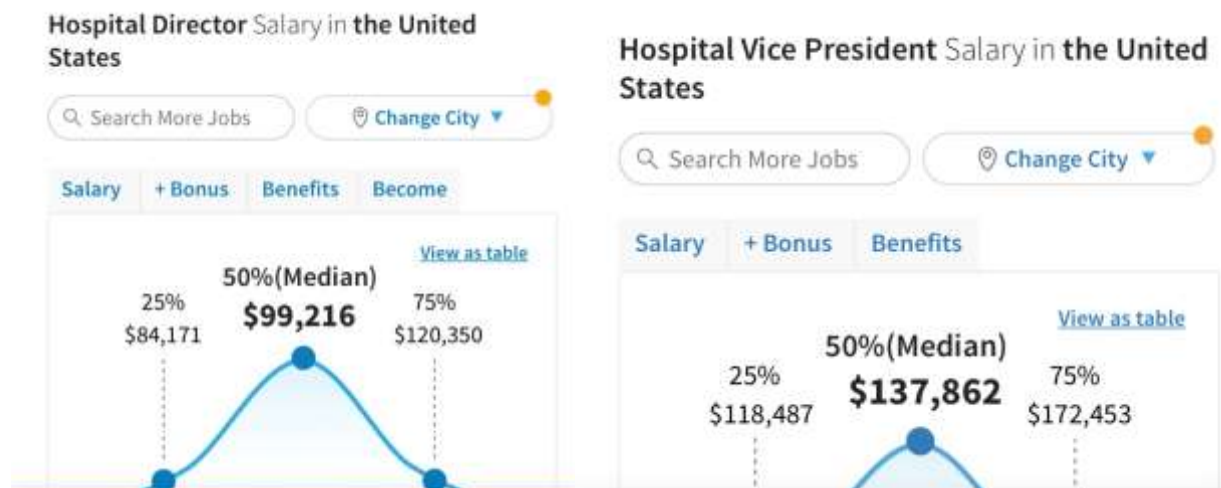 Hospital Director Salary in the United
States
Search More Jobs
Change City ▼
Salary
+ Bonus
Benefits
Become
View as table
50%(Median)
25%
$99,216
75%
$84,171
$120,350
Hospital Vice President Salary in the United
States
Search More Jobs
Change City ▼
Salary
+ Bonus
Benefits
View as table
50%(Median)
25%
$137,862
75%
$118,487
$172,453